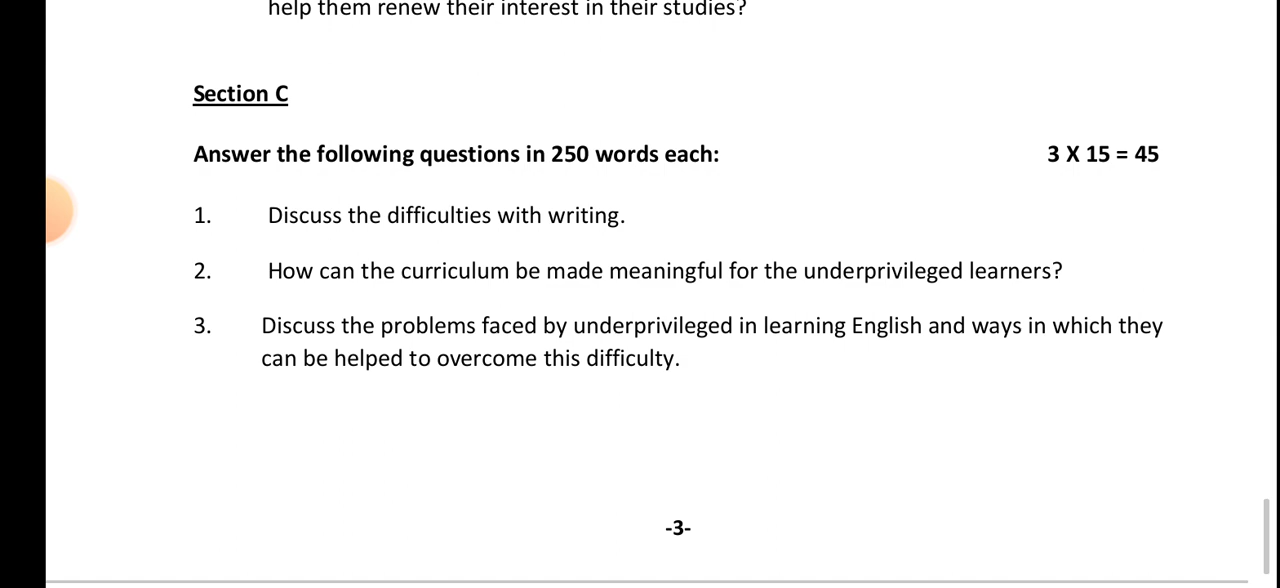 help them renew their interest in their studies?
Section C
Answer the following questions in 250 words each: 3 X 15 = 45
1. Discuss the difficulties with writing.
2. How can the curriculum be made meaningful for the underprivileged learners?
3. Discuss the problems faced by underprivileged in learning English and ways in which they
can be helped to overcome this difficulty.
-3-